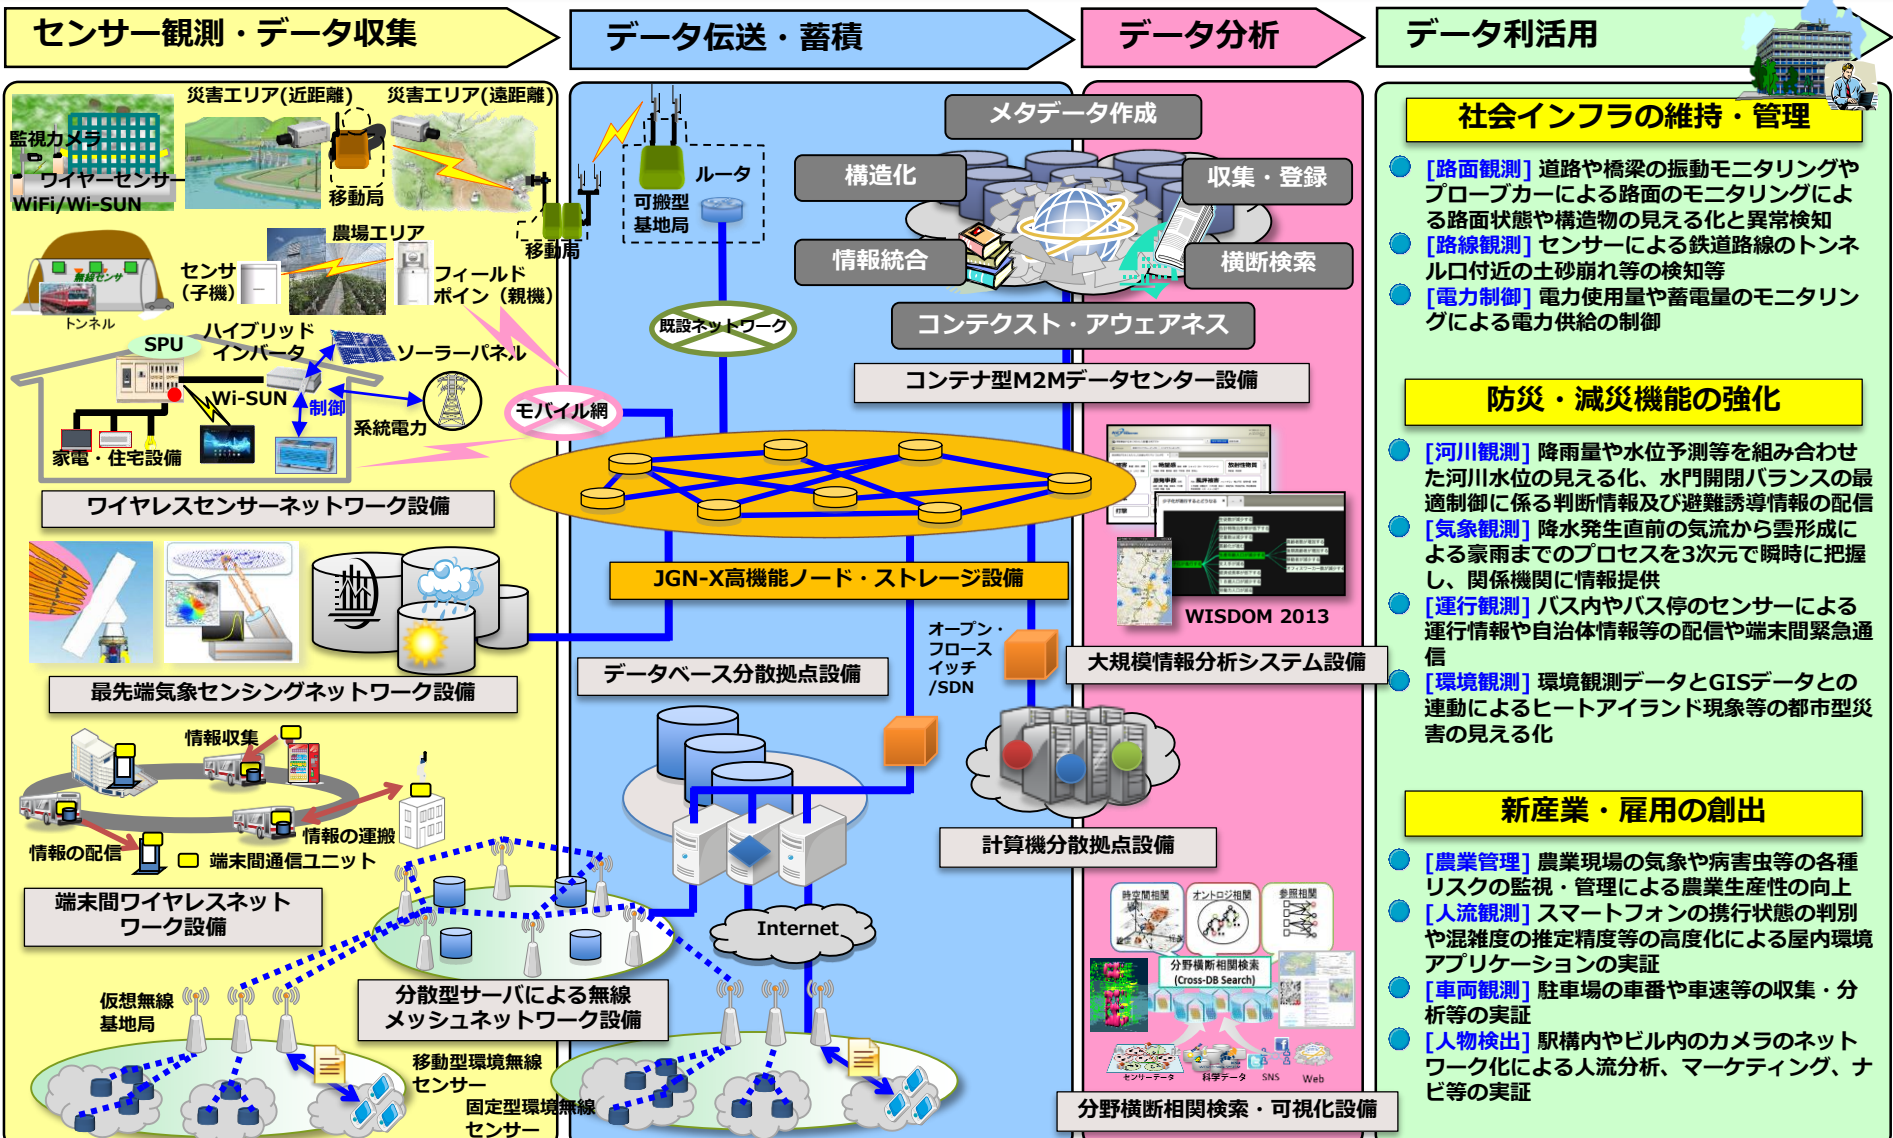 センサー観測・データ収集
データ伝送・蓄積
データ分析
データ利活用
災害エリア(近距離)
災害エリア(遠距離)
監視カメラ
ワイヤーセンサー
WiFi/Wi-SUN
移動局
移動局
農場エリア
センサ
(子機)
フィールド
ポイン(親機)
無線センサ
トンネル
SPU
ハイブリッド
インバータ
ソーラーパネル
Wi-SUN
制御
系統電力
家電・住宅設備
ワイヤレスセンサーネットワーク設備
最先端気象センシングネットワーク設備
情報収集
情報の運搬
情報の配信
端末間通信ユニット
端末間ワイヤレスネット
ワーク設備
仮想無線
基地局
分散型サーバによる無線
メッシュネットワーク設備
移動型環境無線
センサー
固定型環境無線
センサー
ルータ
可搬型
基地局
既設ネットワーク
モバイル網
JGN-X高機能ノード・ストレージ設備
オープン・
フロース
イッチ
/SDN
データベース分散拠点設備
Internet
メタデータ作成
構造化
収集・登録
情報統合
横断検索
コンテクスト・アウェアネス
コンテナ型M2Mデータセンター設備
WISDOM 2013
大規模情報分析システム設備
計算機分散拠点設備
時空間相関
オントロジ相関
参照相関
分野横断相関検索
(Cross-DB Search)
センサーデータ
科学データ
SNS
Web
分野横断相関検索・可視化設備
社会インフラの維持・管理
[路面観測] 道路や橋梁の振動モニタリングや
プローブカーによる路面のモニタリングによ
る路面状態や構造物の見える化と異常検知
[路線観測] センサーによる鉄道路線のトンネ
ル口付近の土砂崩れ等の検知等
[電力制御] 電力使用量や蓄電量のモニタリン
グによる電力供給の制御
防災・減災機能の強化
[河川観測] 降雨量や水位予測等を組み合わせ
た河川水位の見える化、水門開閉バランスの最
適制御に係る判断情報及び避難誘導情報の配信
[気象観測] 降水発生直前の気流から雲形成に
よる豪雨までのプロセスを3次元で瞬時に把握
し、関係機関に情報提供
[運行観測] バス内やバス停のセンサーによる
運行情報や自治体情報等の配信や端末間緊急通
信
[環境観測] 環境観測データとGISデータとの
連動によるヒートアイランド現象等の都市型災
害の見える化
新産業・雇用の創出
[農業管理] 農業現場の気象や病害虫等の各種
リスクの監視・管理による農業生産性の向上
[人流観測] スマートフォンの携行状態の判別
や混雑度の推定精度等の高度化による屋内環境
アプリケーションの実証
[車両観測] 駐車場の車番や車速等の収集・分
析等の実証
[人物検出] 駅構内やビル内のカメラのネット
ワーク化による人流分析、マーケティング、ナ
ビ等の実証